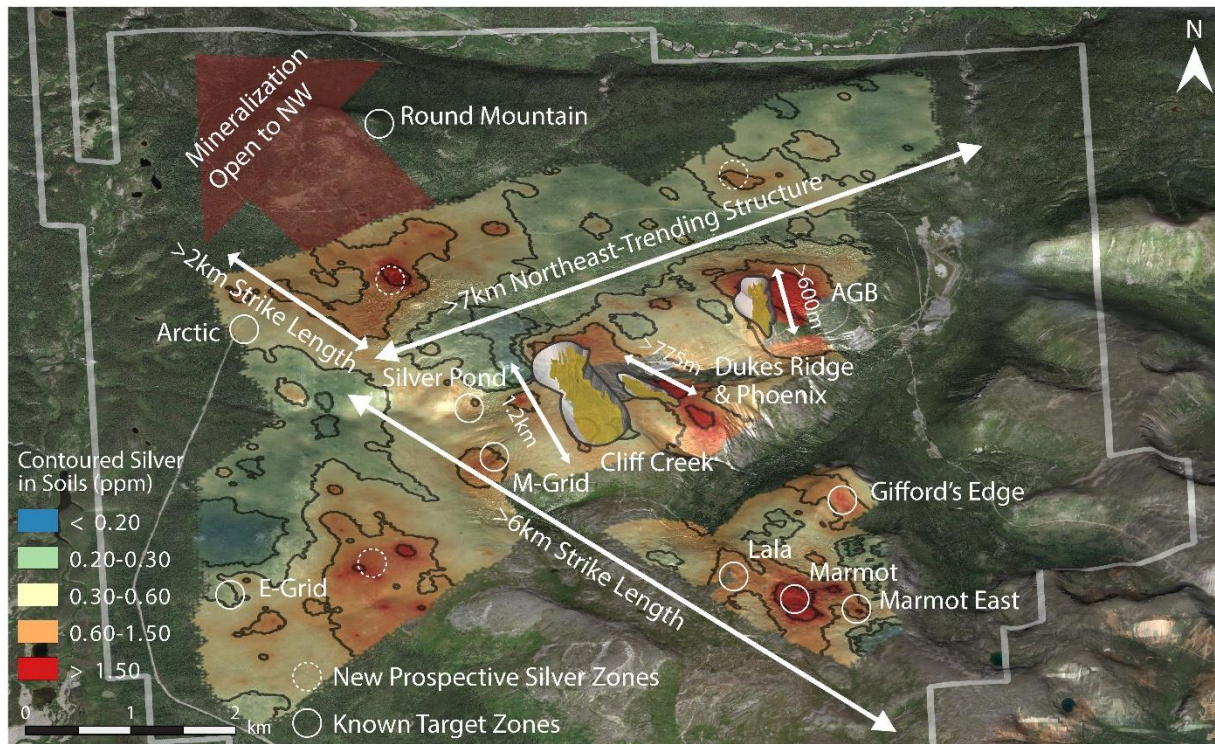 N
Mineralization
Open to NW
Round Mountain
>2km Strike Length
>7km Northeast-Trending Structure
Arctic
>600m
AGB
>775m
Dukes Ridge
& Phoenix
Silver Pond
1.2km
M-Grid
Cliff Creek
>6km Strike Length
Gifford's Edge
Lala
Marmot
Marmot East
E-Grid
Contoured Silver
in Soils (ppm)
< 0.20
0.20-0.30
0.30-0.60
0.60-1.50
> 1.50
New Prospective Silver Zones
Known Target Zones
0 1 2
km